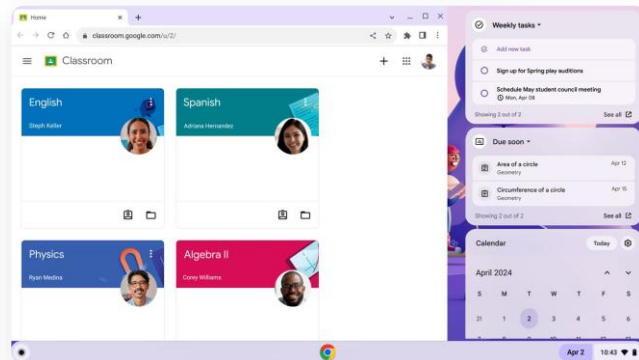 Home
classroom.google.com/u/2/
Classroom
English
Steph Keller
Spanish
Adriana Hernandez
Physics
Ryan Medina
Algebra II
Corey Williams
Weekly tasks
Add new task
Sign up for Spring play auditions
Schedule May student council meeting
Mon, Apr 08
Showing 2 out of 2
See all
Due soon
Area of a circle
Apr 12
Geometry
Circumference of a circle
Apr 15
Geometry
Showing 2 out of 2
See all
Calendar
Today
April 2024
S M T W T F S
31 1 2 3 4 5 6
Apr 2
10:43